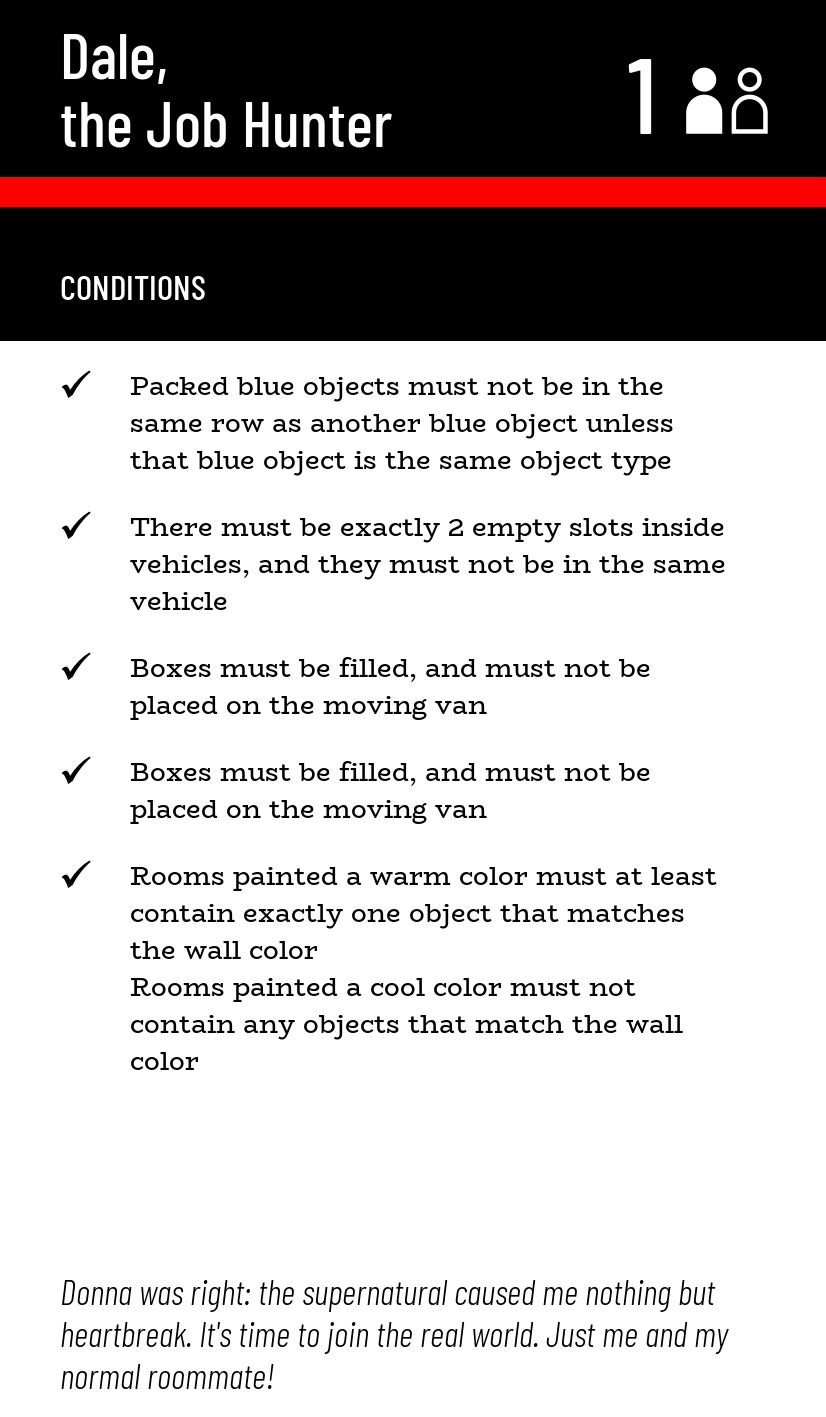 Dale,
the Job Hunter
1
CONDITIONS
✓ Packed blue objects must not be in the
same row as another blue object unless
that blue object is the same object type
✓ There must be exactly 2 empty slots inside
vehicles, and they must not be in the same
vehicle
✓ Boxes must be filled, and must not be
placed on the moving van
✓ Boxes must be filled, and must not be
placed on the moving van
✓ Rooms painted a warm color must at least
contain exactly one object that matches
the wall color
Rooms painted a cool color must not
contain any objects that match the wall
color
Donna was right: the supernatural caused me nothing but
heartbreak. It's time to join the real world. Just me and my
normal roommate!